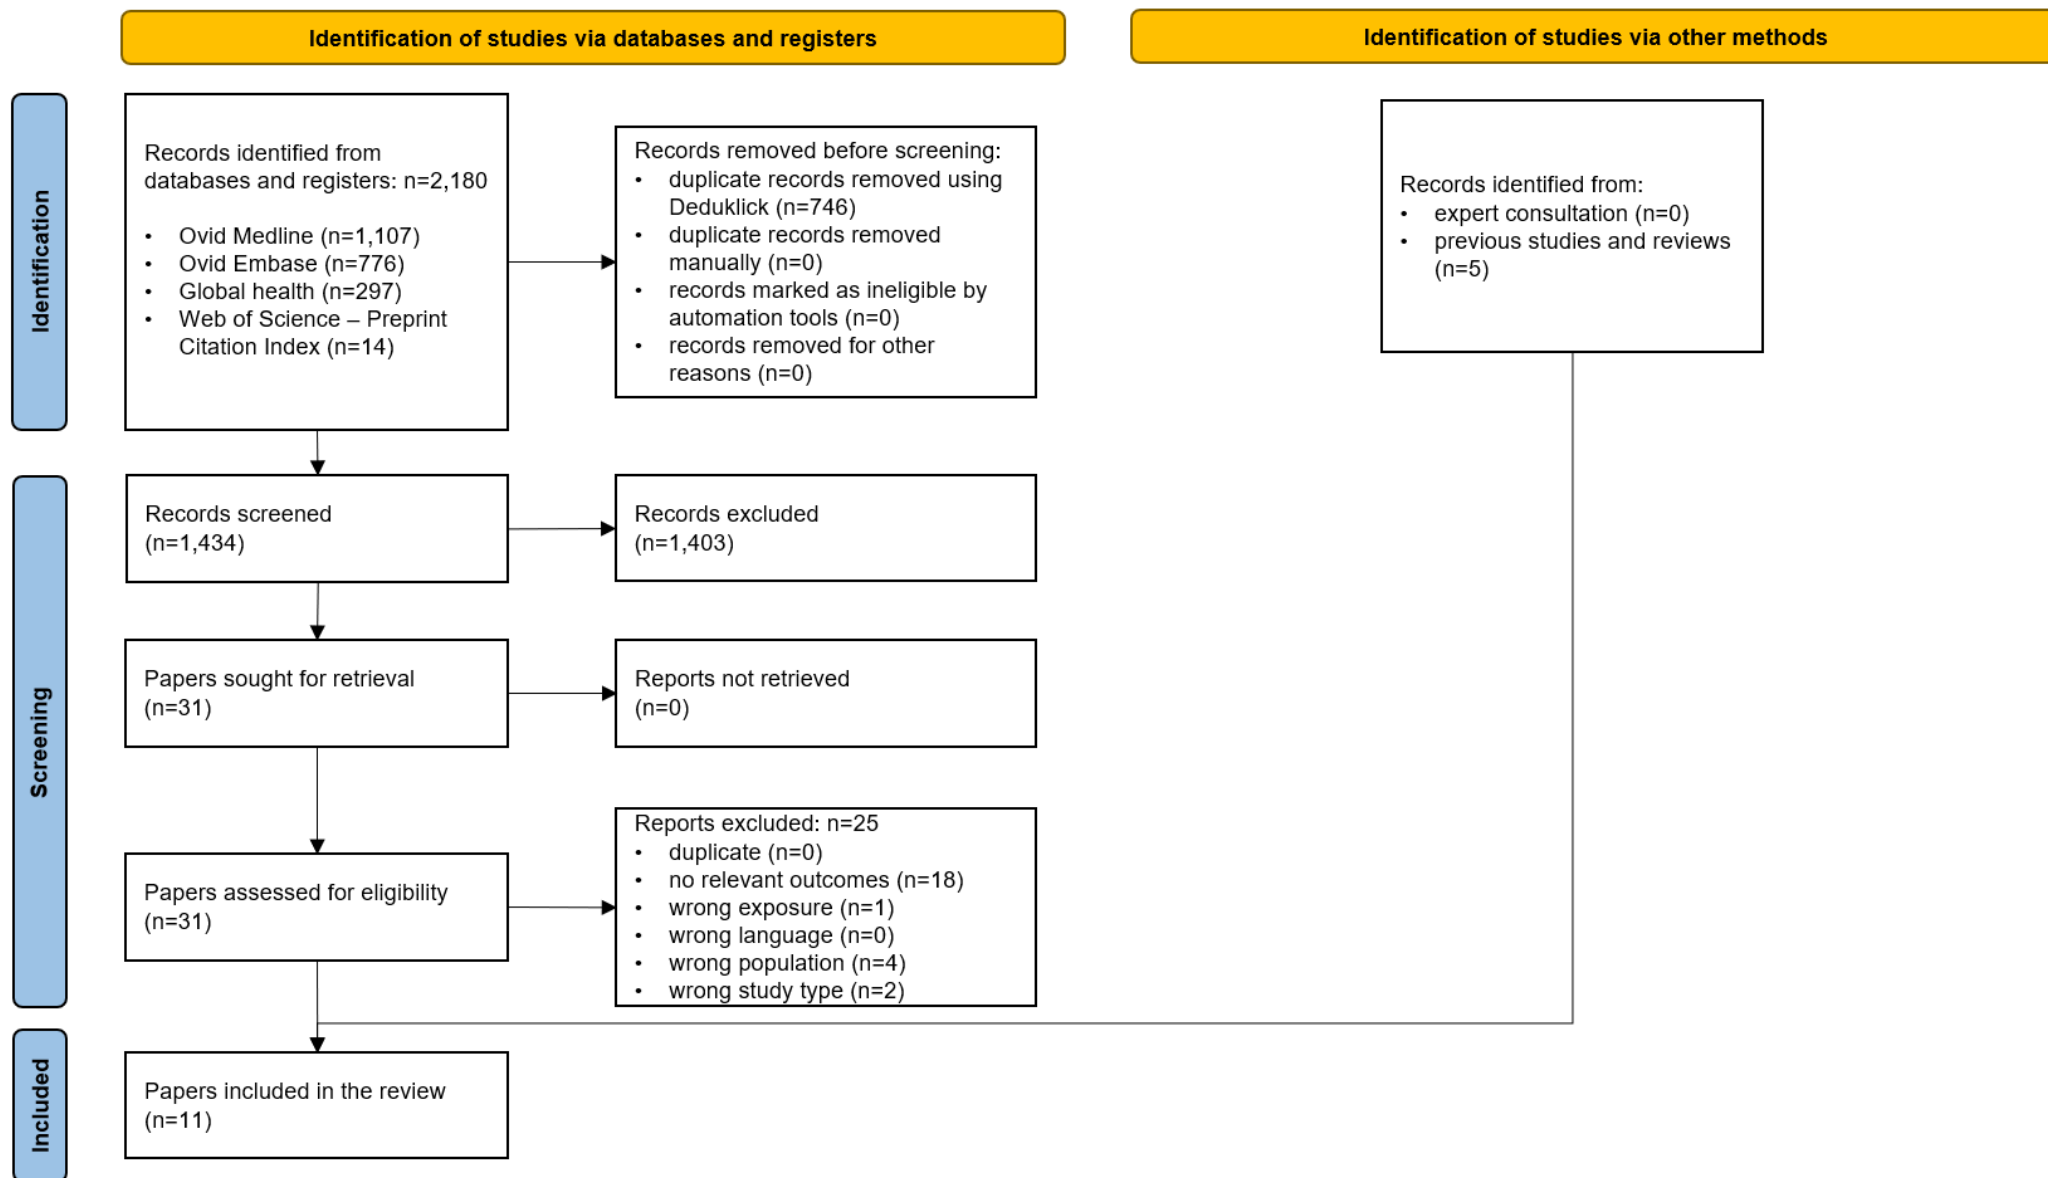 Identification of studies via databases and registers
Identification of studies via other methods
Identification
Records identified from
databases and registers: n=2,180
• Ovid Medline (n=1,107)
• Ovid Embase (n=776)
• Global health (n=297)
• Web of Science – Preprint
Citation Index (n=14)
Records removed before screening:
• duplicate records removed using
Deduklick (n=746)
• duplicate records removed
manually (n=0)
• records marked as ineligible by
automation tools (n=0)
• records removed for other
reasons (n=0)
Records identified from:
• expert consultation (n=0)
• previous studies and reviews
(n=5)
Screening
Records screened
(n=1,434)
Records excluded
(n=1,403)
Papers sought for retrieval
(n=31)
Reports not retrieved
(n=0)
Papers assessed for eligibility
(n=31)
Reports excluded: n=25
• duplicate (n=0)
• no relevant outcomes (n=18)
• wrong exposure (n=1)
• wrong language (n=0)
• wrong population (n=4)
• wrong study type (n=2)
Included
Papers included in the review
(n=11)